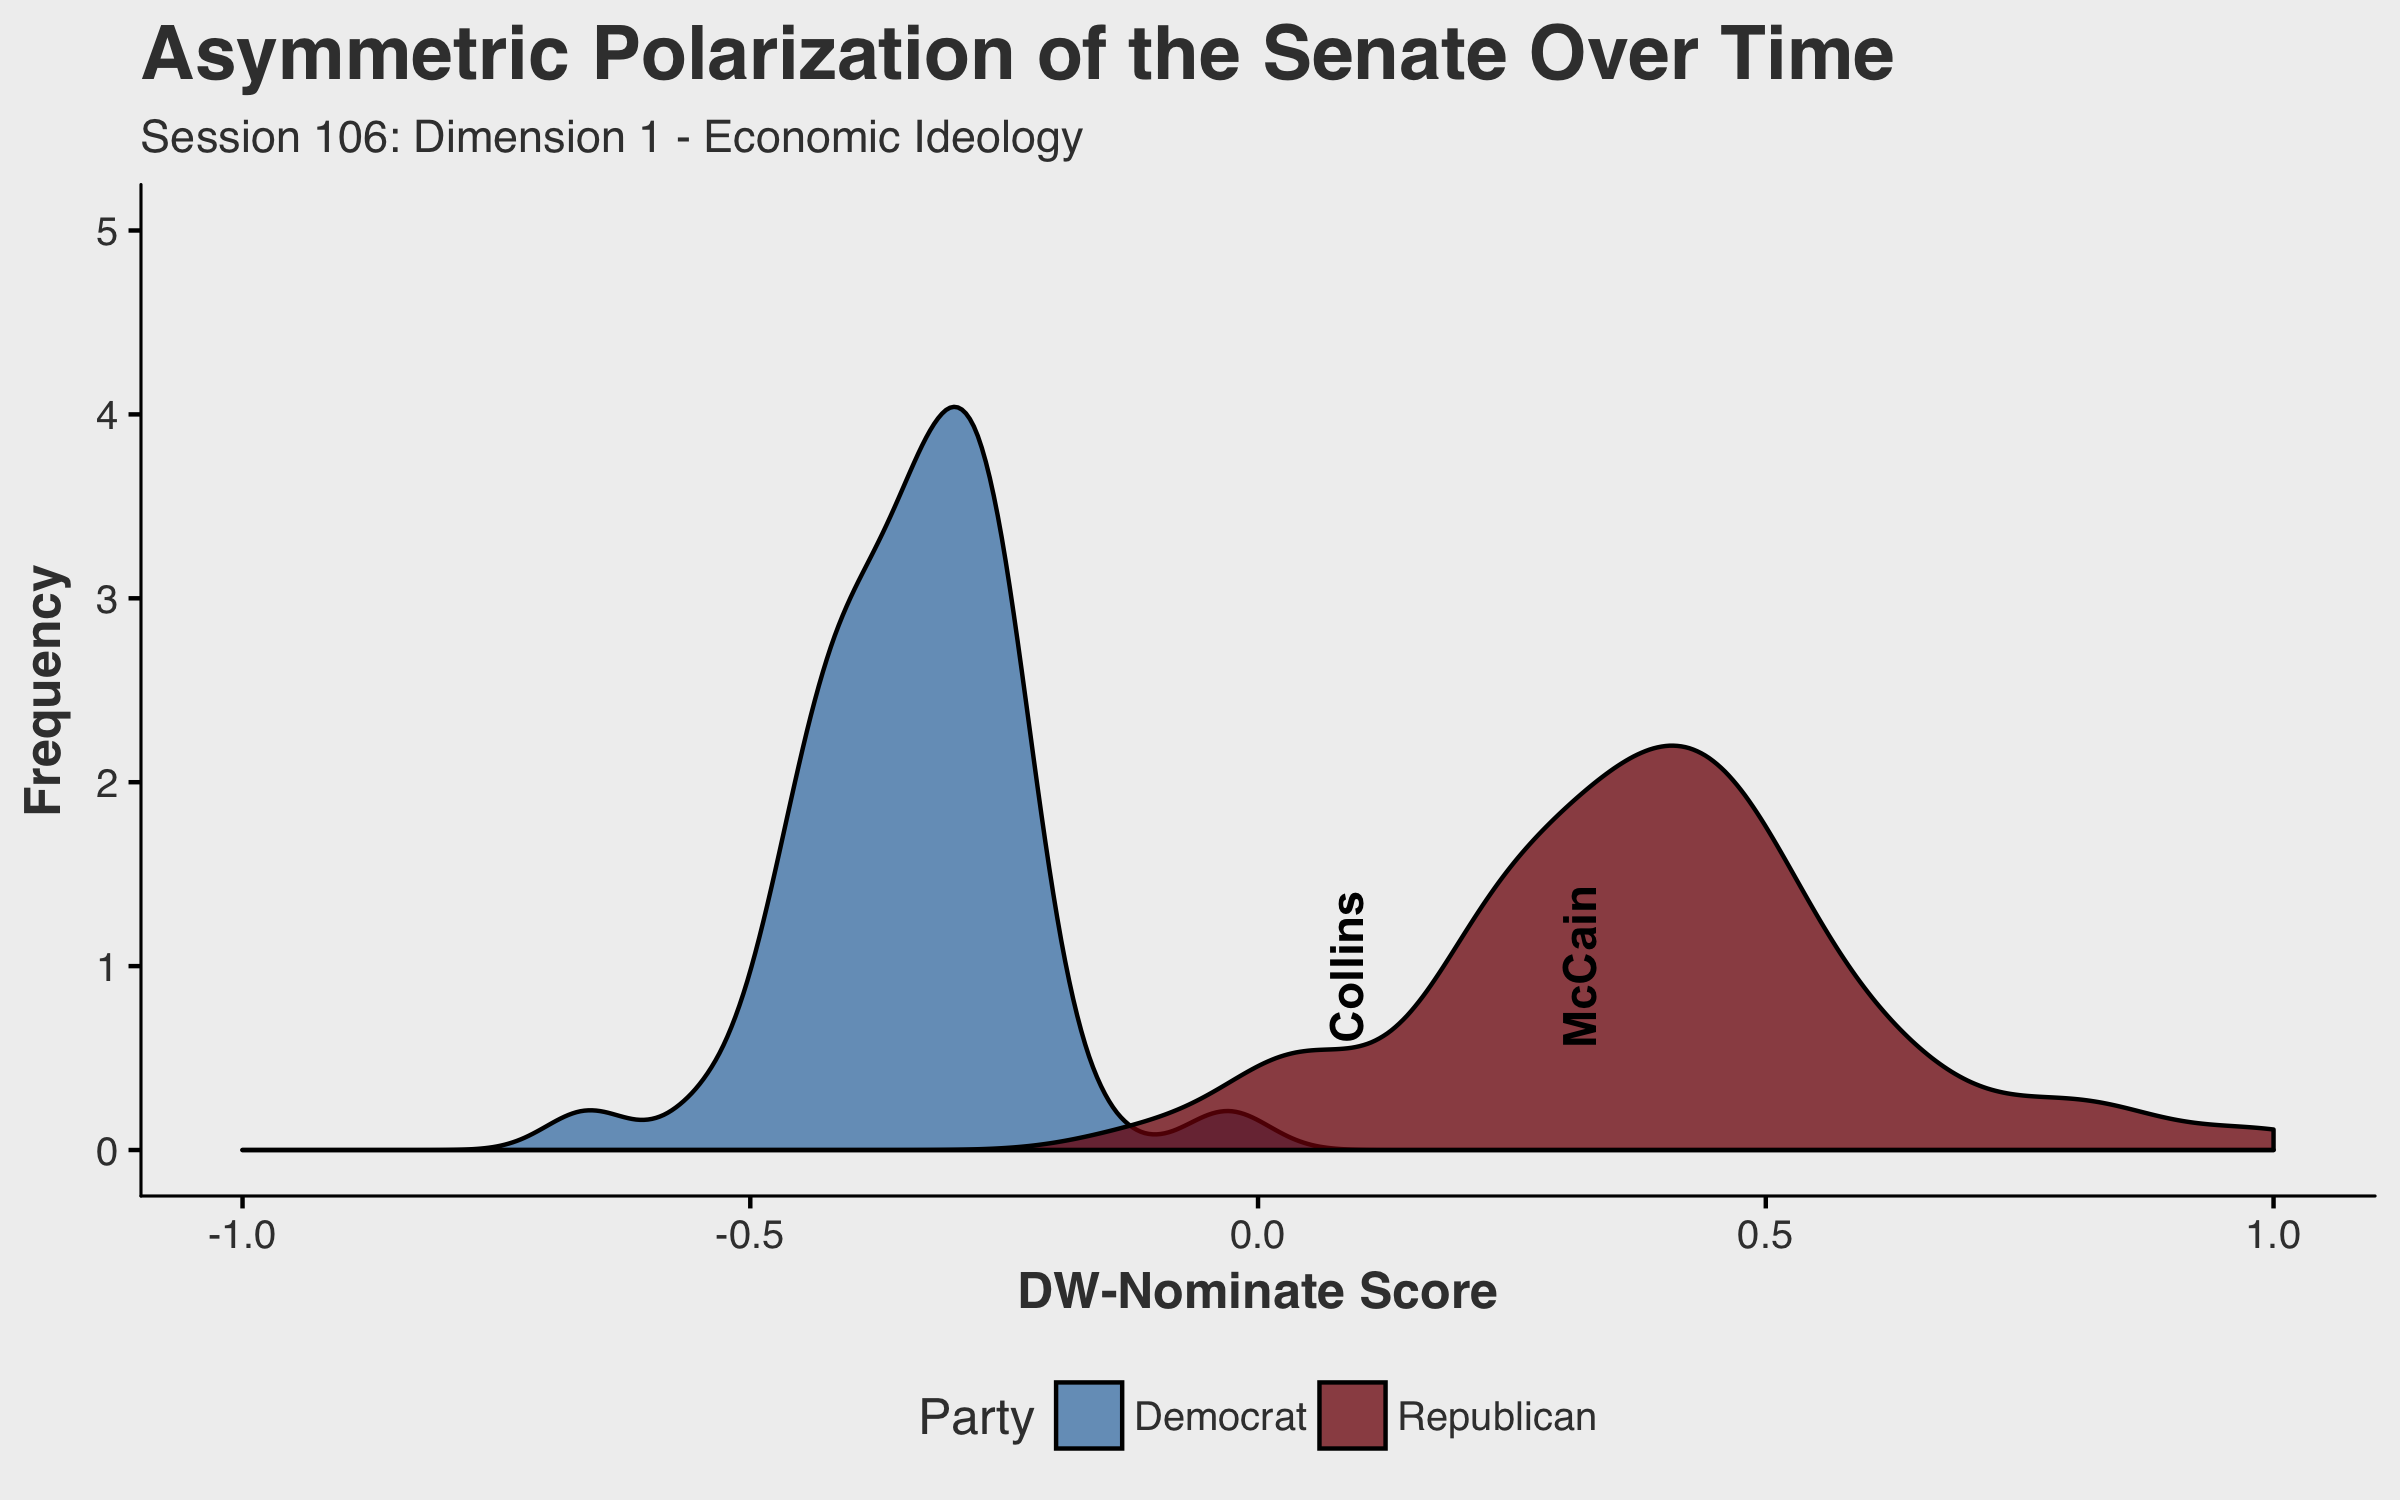 Asymmetric Polarization of the Senate Over Time
Session 106: Dimension 1 - Economic Ideology
Frequency
5
4
3
2
1
0
Collins
McCain
-1.0 -0.5 0.0 0.5 1.0
DW-Nominate Score
Party Democrat Republican